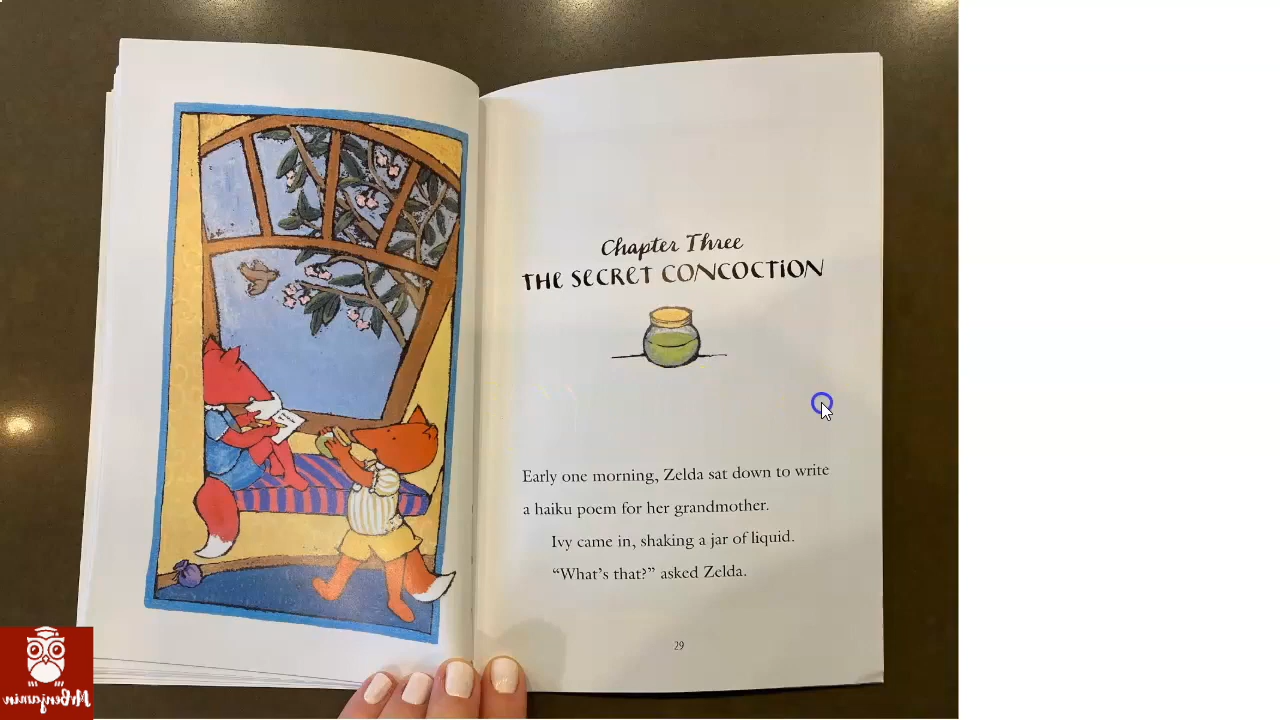 Chapter Three
THE SECRET CONCOCTION
Early one morning, Zelda sat down to write
a haiku poem for her grandmother.
Ivy came in, shaking a jar of liquid.
“What’s that?” asked Zelda.
29
MrBenjamin